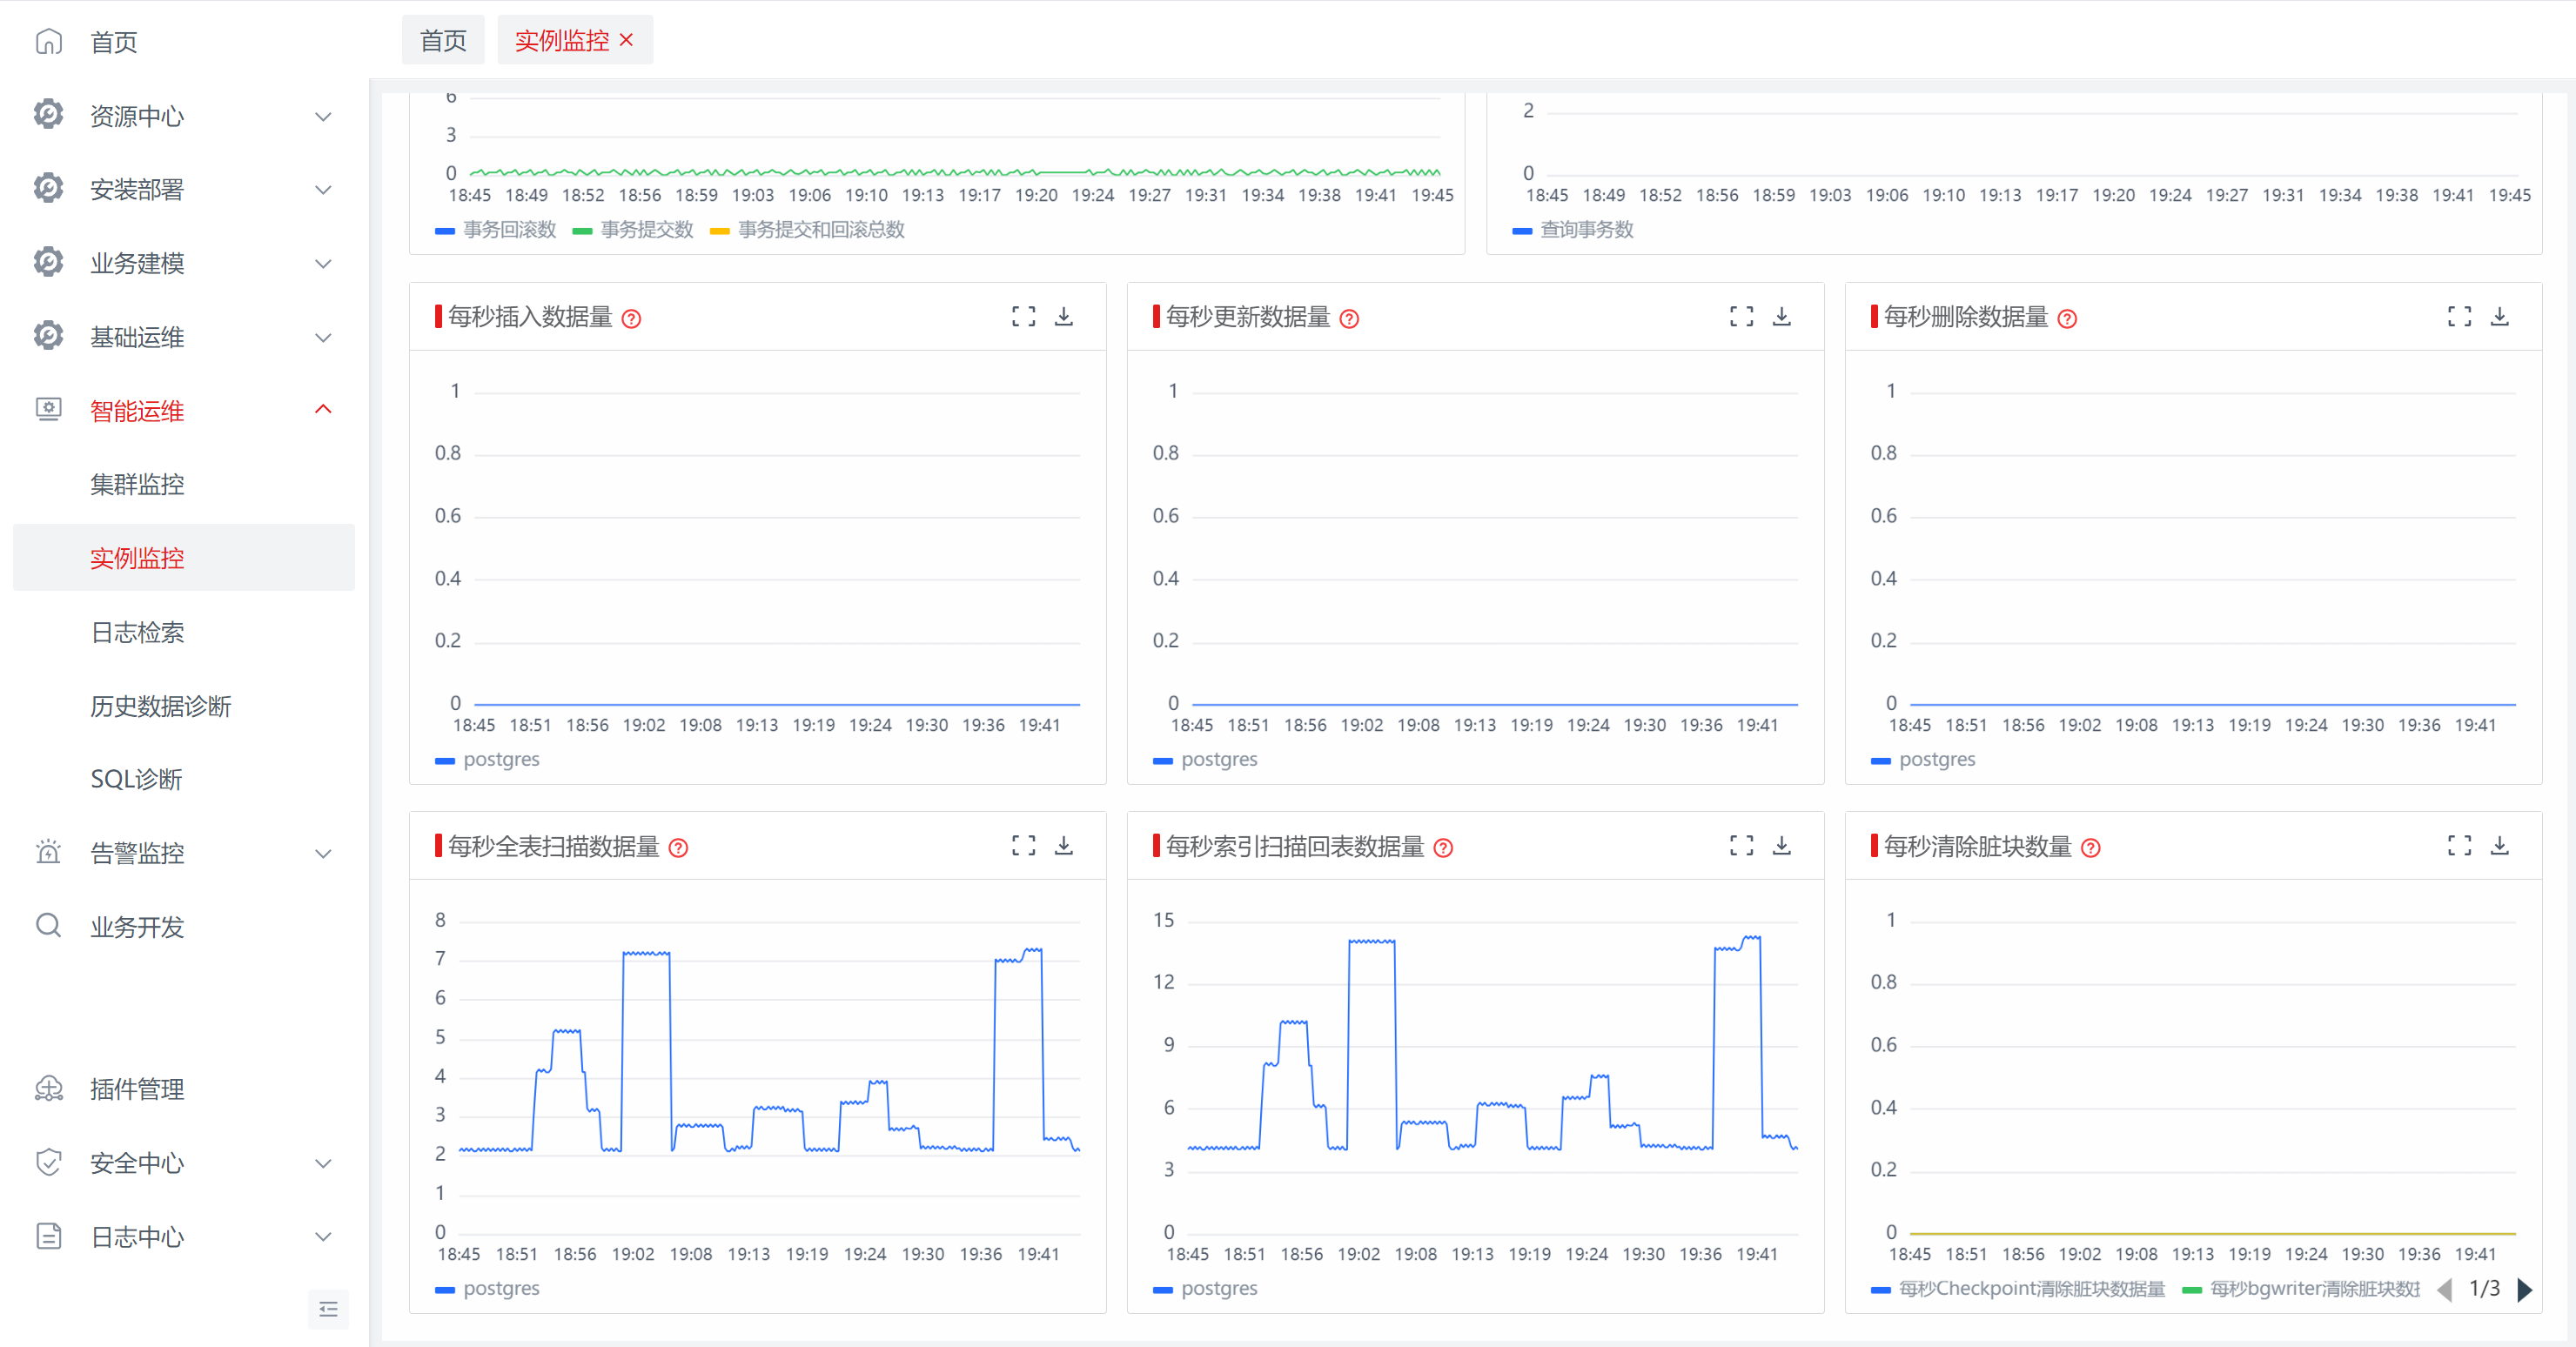 首页
资源中心
安装部署
业务建模
基础运维
智能运维
集群监控
实例监控
日志检索
历史数据诊断
SQL诊断
告警监控
业务开发
插件管理
安全中心
日志中心
首页 实例监控
6
3
0
18:45 18:49 18:52 18:56 18:59 19:03 19:06 19:10 19:13 19:17 19:20 19:24 19:27 19:31 19:34 19:38 19:41 19:45
事务回滚数 事务提交数 事务提交和回滚总数
2
0
18:45 18:49 18:52 18:56 18:59 19:03 19:06 19:10 19:13 19:17 19:20 19:24 19:27 19:31 19:34 19:38 19:41 19:45
查询事务数
每秒插入数据量
1
0.8
0.6
0.4
0.2
0
18:45 18:51 18:56 19:02 19:08 19:13 19:19 19:24 19:30 19:36 19:41
postgres
每秒更新数据量
1
0.8
0.6
0.4
0.2
0
18:45 18:51 18:56 19:02 19:08 19:13 19:19 19:24 19:30 19:36 19:41
postgres
每秒删除数据量
1
0.8
0.6
0.4
0.2
0
18:45 18:51 18:56 19:02 19:08 19:13 19:19 19:24 19:30 19:36 19:41
postgres
每秒全表扫描数据量
8
7
6
5
4
3
2
1
0
18:45 18:51 18:56 19:02 19:08 19:13 19:19 19:24 19:30 19:36 19:41
postgres
每秒索引扫描回表数据量
15
12
9
6
3
0
18:45 18:51 18:56 19:02 19:08 19:13 19:19 19:24 19:30 19:36 19:41
postgres
每秒清除脏块数量
1
0.8
0.6
0.4
0.2
0
18:45 18:51 18:56 19:02 19:08 19:13 19:19 19:24 19:30 19:36 19:41
每秒Checkpoint清除脏块数据量 每秒bgwriter清除脏块数 1/3